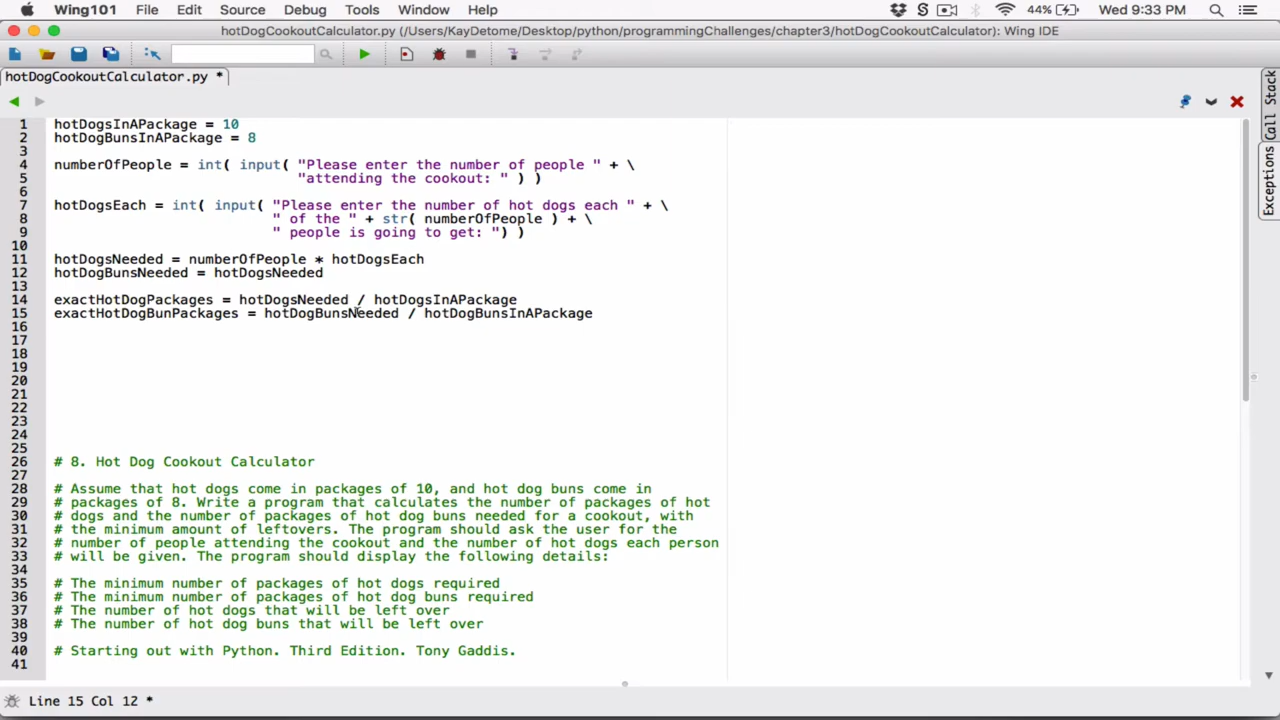 Wing101 File Edit Source Debug Tools Window Help 44% Wed 9:33 PM
hotDogCookoutCalculator.py (/Users/KayDetome/Desktop/python/programmingChallenges/chapter3/hotDogCookoutCalculator): Wing IDE
hotDogCookoutCalculator.py *
Call Stack
Exceptions
1 hotDogsInAPackage = 10
2 hotDogBunsInAPackage = 8
3
4 numberOfPeople = int( input( "Please enter the number of people " + \
5 "attending the cookout: " ) )
6
7 hotDogsEach = int( input( "Please enter the number of hot dogs each " + \
8 " of the " + str( numberOfPeople ) + \
9 " people is going to get: ") )
10
11 hotDogsNeeded = numberOfPeople * hotDogsEach
12 hotDogBunsNeeded = hotDogsNeeded
13
14 exactHotDogPackages = hotDogsNeeded / hotDogsInAPackage
15 exactHotDogBunPackages = hotDogBunsNeeded / hotDogBunsInAPackage
16
17
18
19
20
21
22
23
24
25
26 # 8. Hot Dog Cookout Calculator
27
28 # Assume that hot dogs come in packages of 10, and hot dog buns come in
29 # packages of 8. Write a program that calculates the number of packages of hot
30 # dogs and the number of packages of hot dog buns needed for a cookout, with
31 # the minimum amount of leftovers. The program should ask the user for the
32 # number of people attending the cookout and the number of hot dogs each person
33 # will be given. The program should display the following details:
34
35 # The minimum number of packages of hot dogs required
36 # The minimum number of packages of hot dog buns required
37 # The number of hot dogs that will be left over
38 # The number of hot dog buns that will be left over
39
40 # Starting out with Python. Third Edition. Tony Gaddis.
41
Line 15 Col 12 *